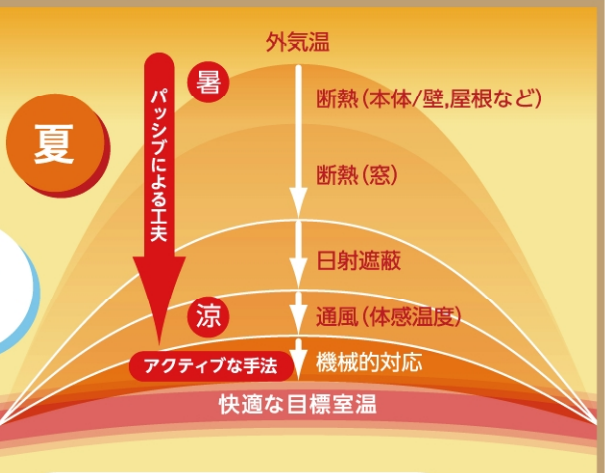 外気温
暑
断熱(本体/壁,屋根など)
パッシブによる工夫
夏
断熱(窓)
日射遮蔽
涼
通風(体感温度)
アクティブな手法
機械的対応
快適な目標室温